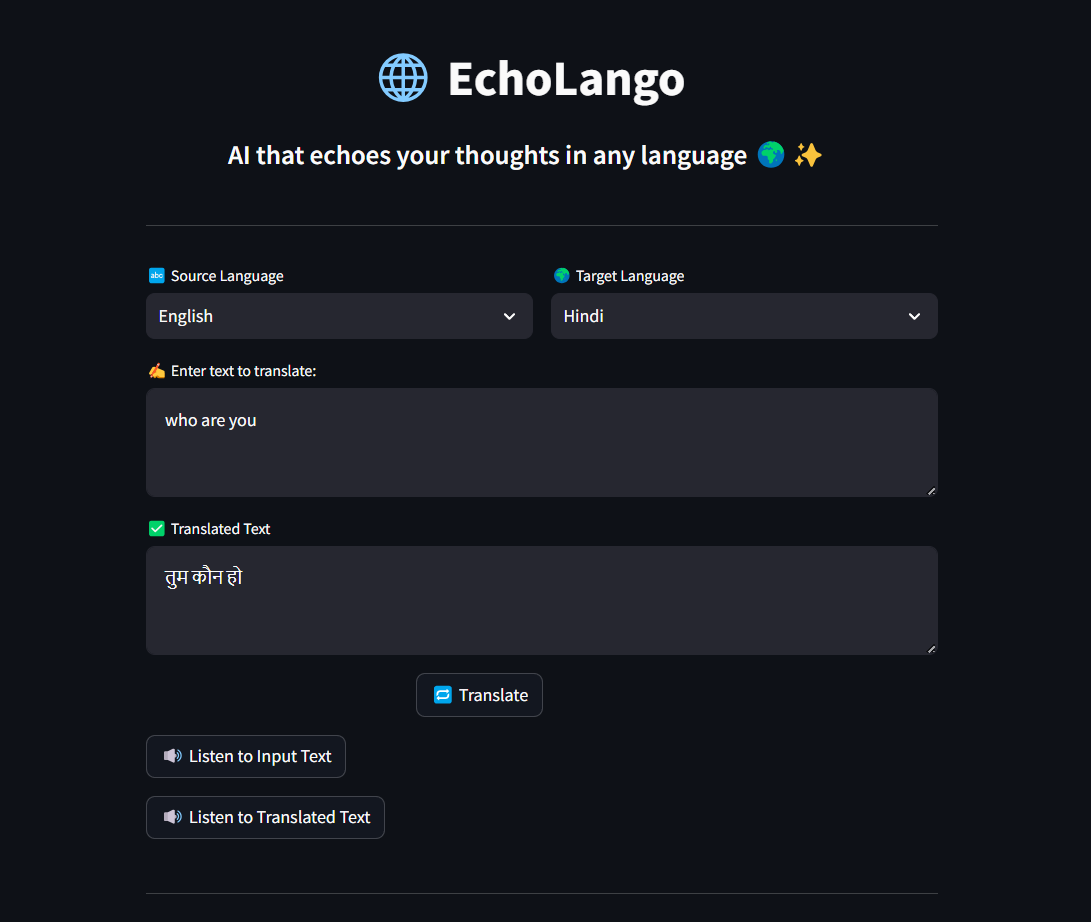 🌐 EchoLango
AI that echoes your thoughts in any language 🌍 ✨
🔤 Source Language
🌍 Target Language
English
Hindi
✍️ Enter text to translate:
who are you
✅ Translated Text
तुम कौन हो
🔁 Translate
🔊 Listen to Input Text
🔊 Listen to Translated Text